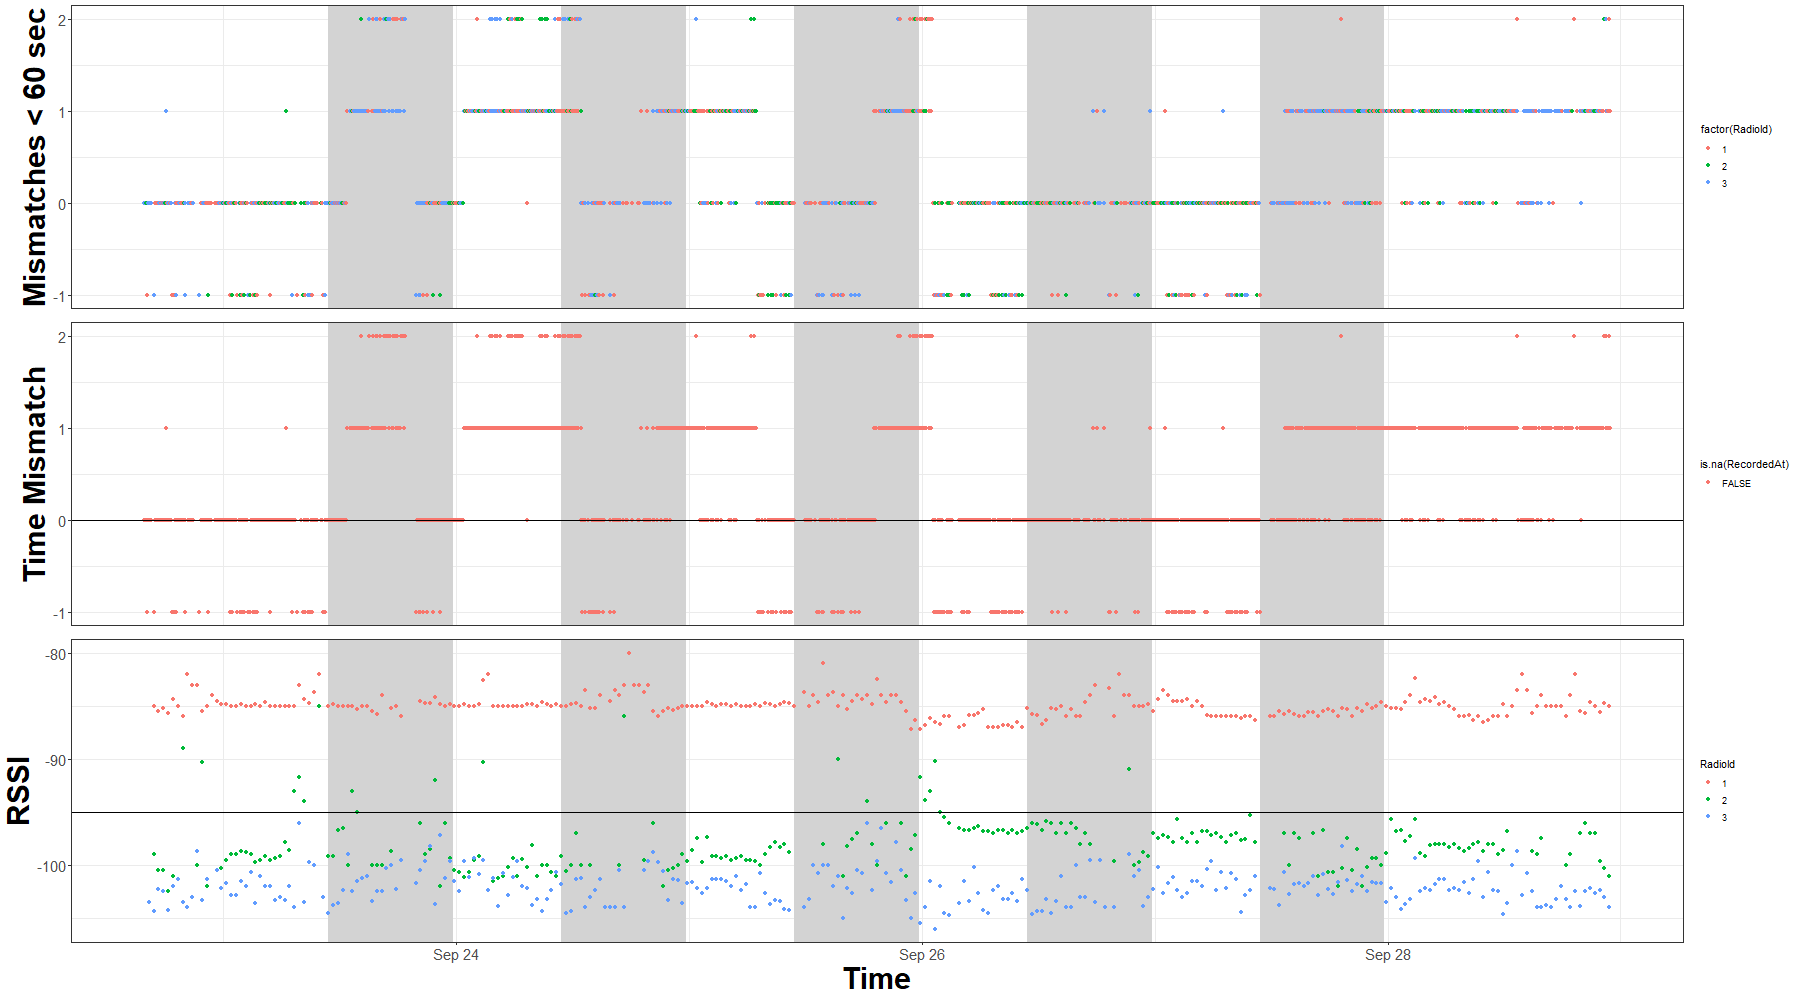 Mismatches < 60 sec
2
1
0
-1
factor(RadioId)
1
2
3
Time Mismatch
2
1
0
-1
is.na(RecordedAt)
FALSE
RSSI
-80
-90
-100
RadioId
1
2
3
Sep 24
Sep 26
Sep 28
Time